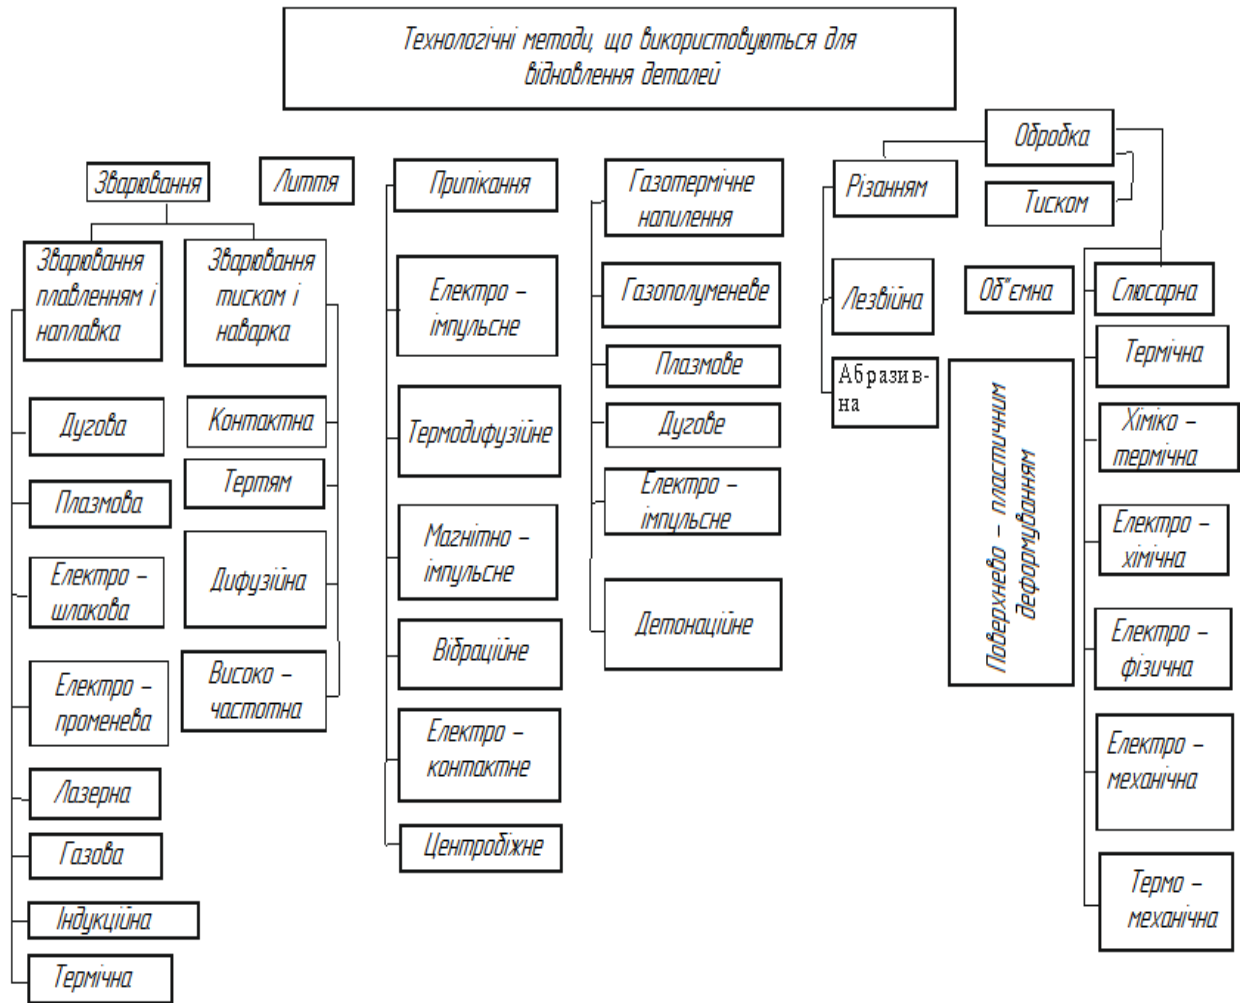 Технологічні методи, що використовуються для
відновлення деталей
Зварювання
Зварювання
плавленням і
наплавка
Дугова
Плазмова
Електро –
шлакова
Електро –
променева
Лазерна
Газова
Індукційна
Термічна
Зварювання
тиском і
наварка
Контактна
Тертям
Дифузійна
Високо –
частотна
Лиття
Припікання
Електро –
імпульсне
Термодифузійне
Магнітно –
імпульсне
Вібраційне
Електро –
контактне
Центробіжне
Газотермічне
напилення
Газополуменеве
Плазмове
Дугове
Електро –
імпульсне
Детонаційне
Обробка
Різанням
Лезвійна
Абразив-
на
Тиском
Об"ємна
Поверхнево – пластичним
деформуванням
Слюсарна
Термічна
Хіміко –
термічна
Електро –
хімічна
Електро –
фізична
Електро –
механічна
Термо –
механічна